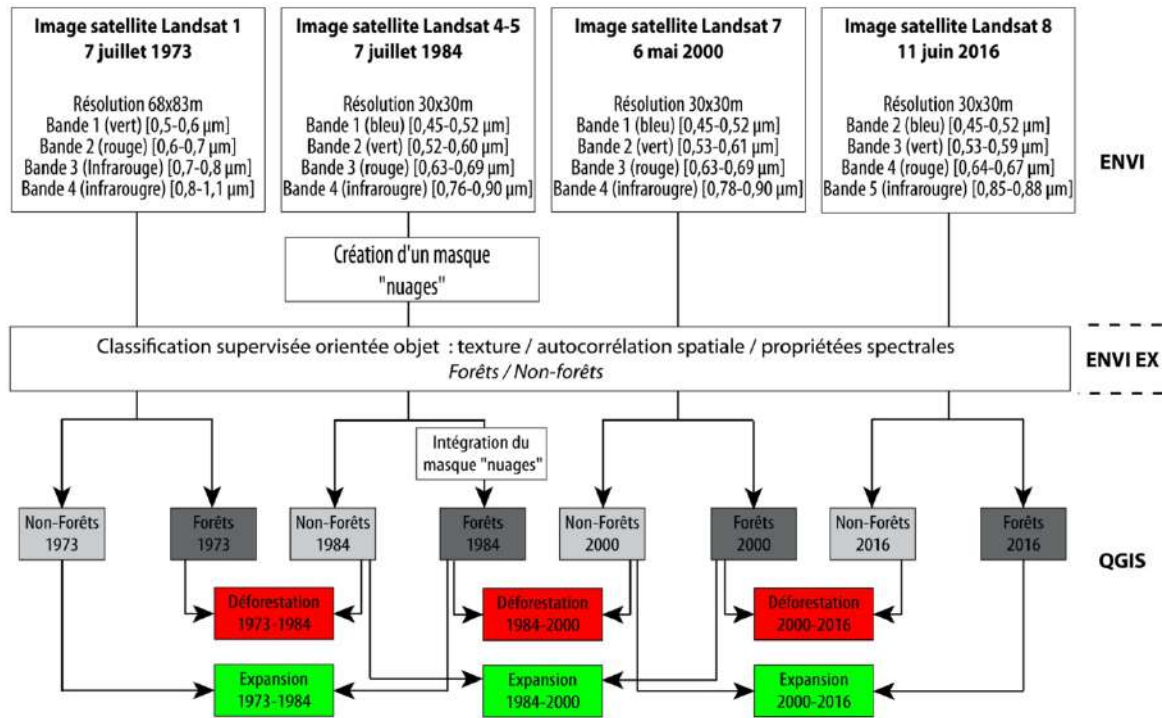 Image satellite Landsat 1
7 juillet 1973
Résolution 68x83m
Bande 1 (vert) [0,5-0,6 µm]
Bande 2 (rouge) [0,6-0,7 µm]
Bande 3 (Infrarouge) [0,7-0,8 µm]
Bande 4 (infrarougre) [0,8-1,1 µm]
Image satellite Landsat 4-5
7 juillet 1984
Résolution 30x30m
Bande 1 (bleu) [0,45-0,52 µm]
Bande 2 (vert) [0,52-0,60 µm]
Bande 3 (rouge) [0,63-0,69 µm]
Bande 4 (infrarougre) [0,76-0,90 µm]
Image satellite Landsat 7
6 mai 2000
Résolution 30x30m
Bande 1 (bleu) [0,45-0,52 µm]
Bande 2 (vert) [0,53-0,61 µm]
Bande 3 (rouge) [0,63-0,69 µm]
Bande 4 (infrarougre) [0,78-0,90 µm]
Image satellite Landsat 8
11 juin 2016
Résolution 30x30m
Bande 2 (bleu) [0,45-0,52 µm]
Bande 3 (vert) [0,53-0,59 µm]
Bande 4 (rouge) [0,64-0,67 µm]
Bande 5 (infrarougre) [0,85-0,88 µm]
ENVI
Création d'un masque
"nuages"
Classification supervisée orientée objet : texture / autocorrélation spatiale / propriétées spectrales
Forêts / Non-forêts
ENVI EX
Intégration du
masque "nuages"
Non-Forêts
1973
Forêts
1973
Non-Forêts
1984
Forêts
1984
Non-Forêts
2000
Forêts
2000
Non-Forêts
2016
Forêts
2016
QGIS
Déforestation
1973-1984
Déforestation
1984-2000
Déforestation
2000-2016
Expansion
1973-1984
Expansion
1984-2000
Expansion
2000-2016